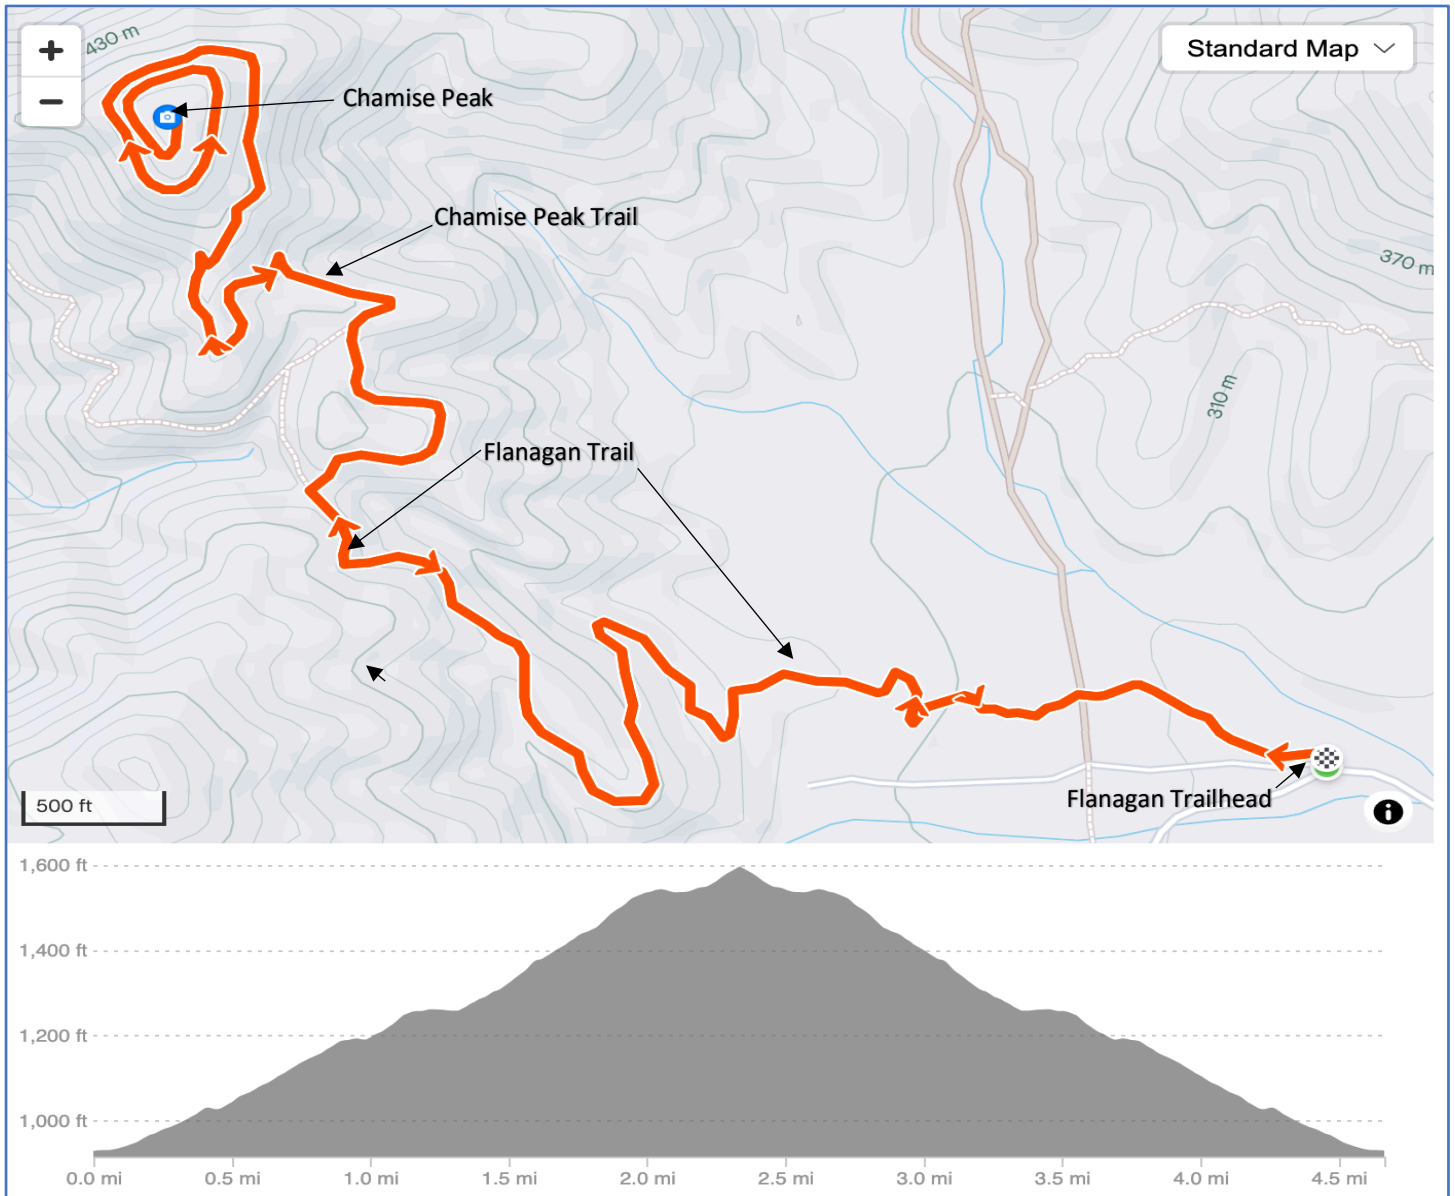 430 m
+
−
Standard Map
Chamise Peak
Chamise Peak Trail
370 m
310 m
Flanagan Trail
500 ft
Flanagan Trailhead
i
1,600 ft
1,400 ft
1,200 ft
1,000 ft
0.0 mi 0.5 mi 1.0 mi 1.5 mi 2.0 mi 2.5 mi 3.0 mi 3.5 mi 4.0 mi 4.5 mi